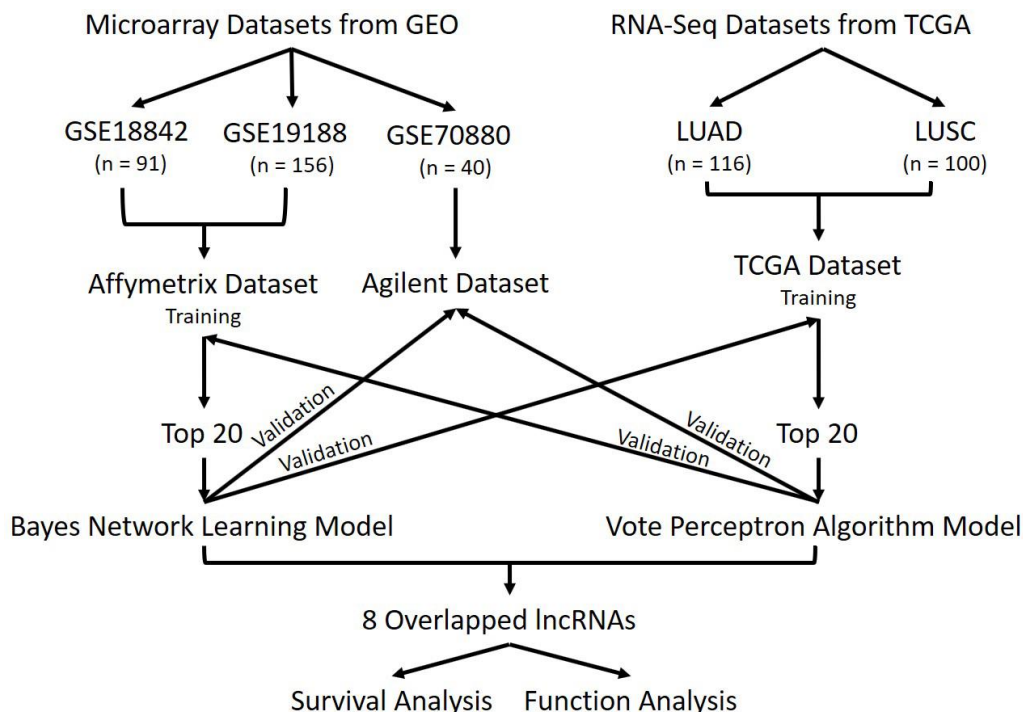 Microarray Datasets from GEO
RNA-Seq Datasets from TCGA
GSE18842
GSE19188
GSE70880
LUAD
LUSC
(n = 91)
(n = 156)
(n = 40)
(n = 116)
(n = 100)
Affymetrix Dataset
Training
Agilent Dataset
TCGA Dataset
Training
Top 20
Validation
Validation
Validation
Validation
Top 20
Bayes Network Learning Model
Vote Perceptron Algorithm Model
8 Overlapped lncRNAs
Survival Analysis
Function Analysis